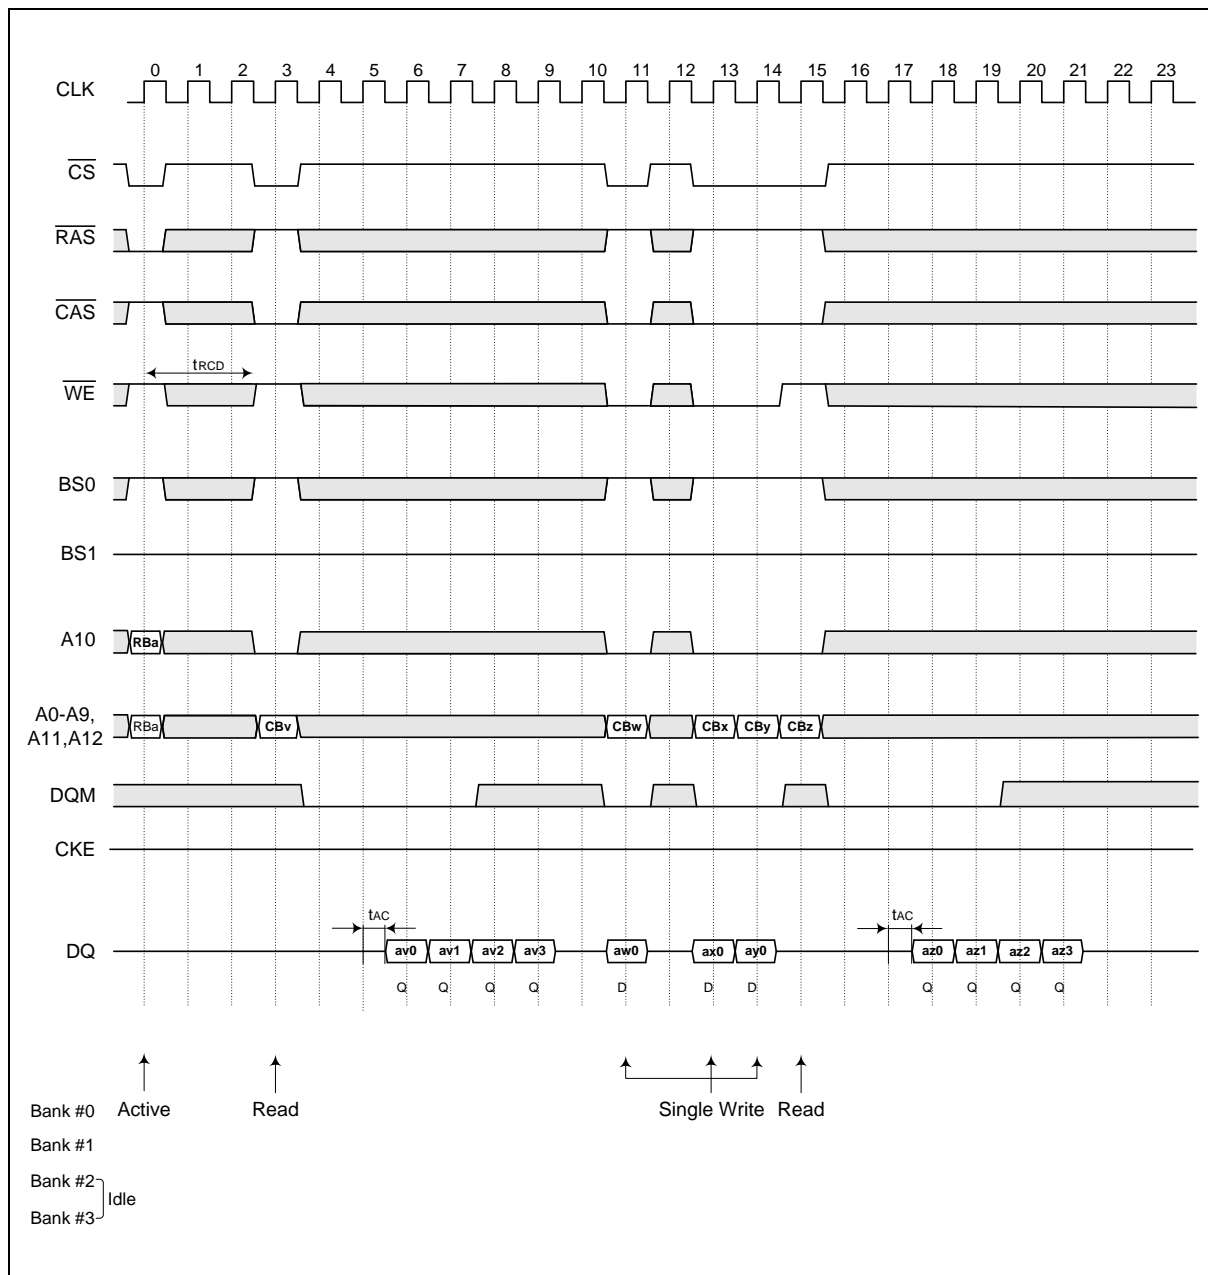 0 1 2 3 4 5 6 7 8 9 10 11 12 13 14 15 16 17 18 19 20 21 22 23
CLK
CS
RAS
CAS
tRCD
WE
BS0
BS1
A10 RBa
A0-A9,
A11,A12
RBa CBv CBw CBx CBy CBz
DQM
CKE
tAC tAC
DQ av0 av1 av2 av3 aw0 ax0 ay0 az0 az1 az2 az3
Q Q Q Q D D D Q Q Q Q
Bank #0 Active Read Single Write Read
Bank #1
Bank #2
Idle
Bank #3